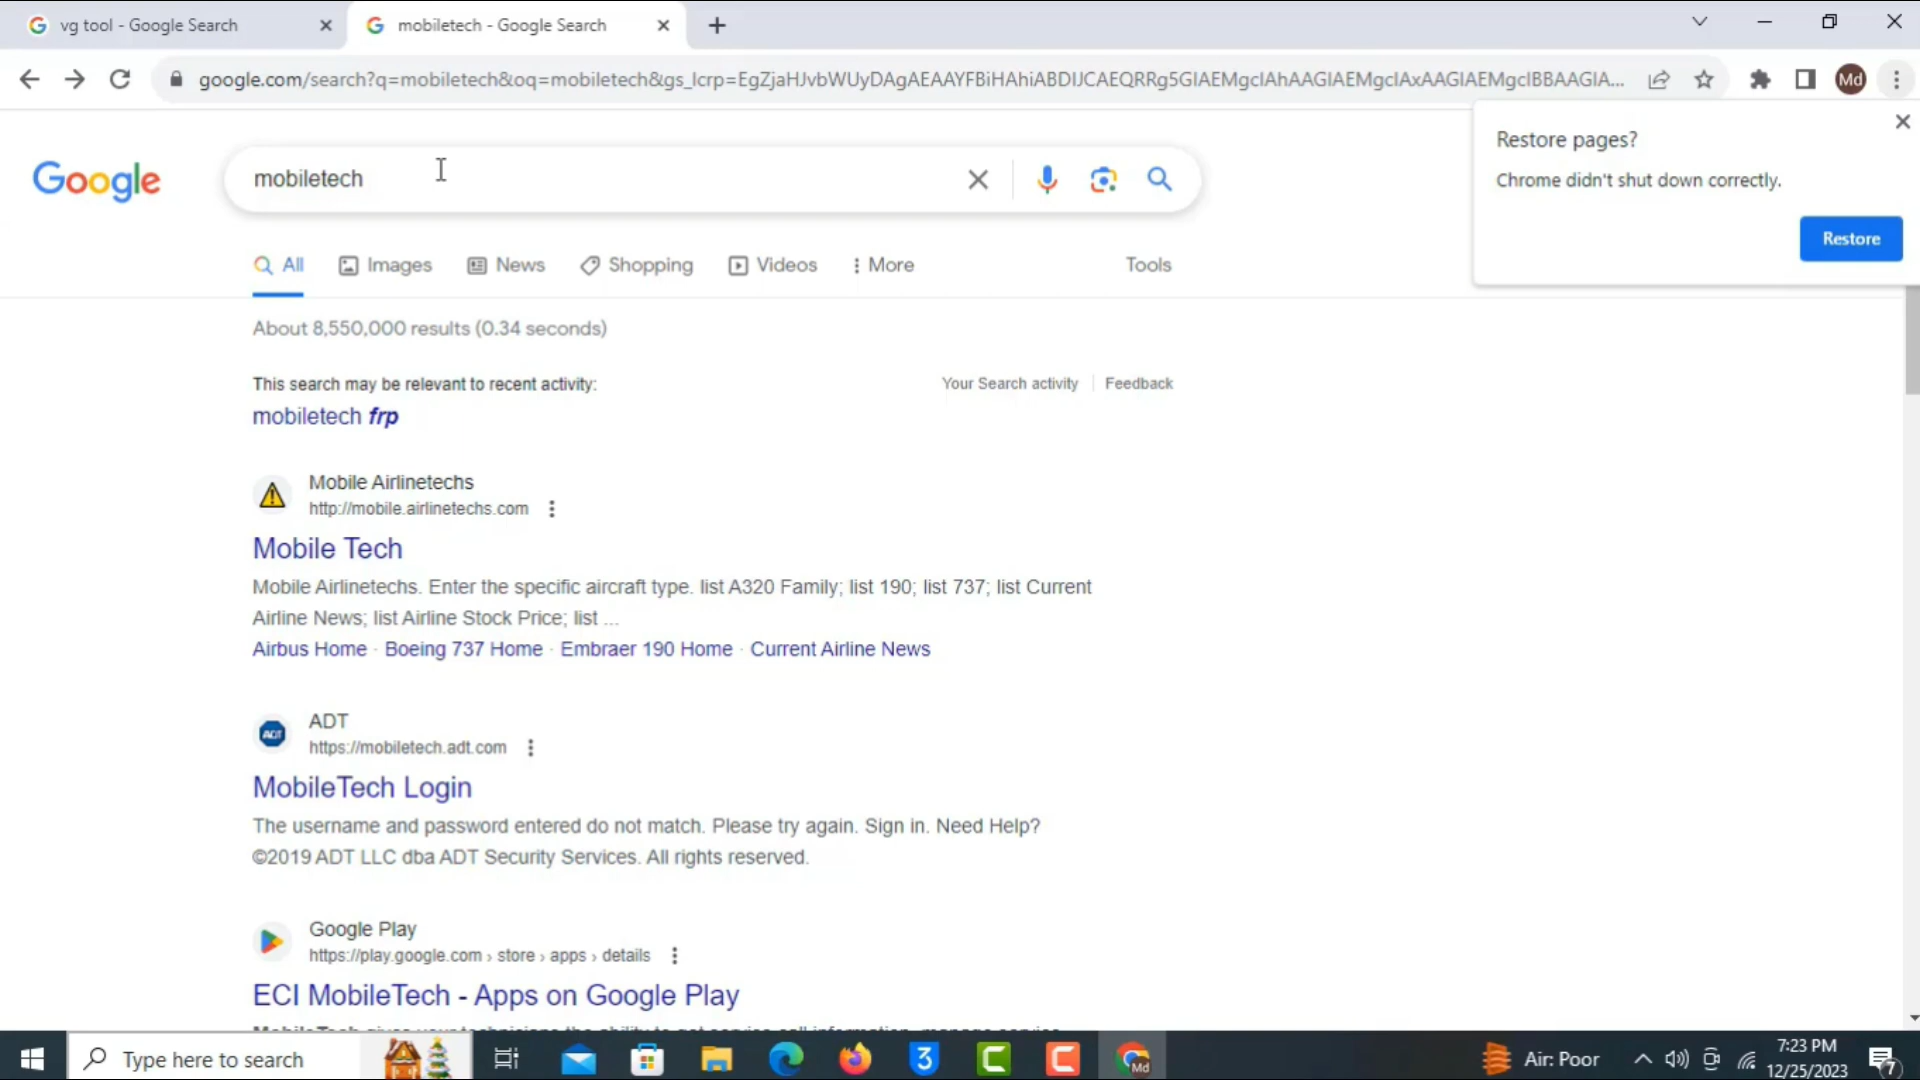 vg tool - Google Search
mobiletech - Google Search
google.com/search?q=mobiletech&oq=mobiletech&gs_lcrp=EgZjaHJvbWUyDAgAEAAYFBiHAhiABDIJCAEQRRg5GIAEMgcIAhAAGIAEMgcIAxAAGIAEMgcIBBAAGIA...
Md
Restore pages?
Chrome didn't shut down correctly.
Restore
Google
mobiletech
All
Images
News
Shopping
Videos
More
Tools
About 8,550,000 results (0.34 seconds)
This search may be relevant to recent activity:
Your Search activity
Feedback
mobiletech frp
Mobile Airlinetechs
http://mobile.airlinetechs.com
Mobile Tech
Mobile Airlinetechs. Enter the specific aircraft type. list A320 Family; list 190; list 737; list Current
Airline News; list Airline Stock Price; list ...
Airbus Home · Boeing 737 Home · Embraer 190 Home · Current Airline News
ADT
ADT
https://mobiletech.adt.com
MobileTech Login
The username and password entered do not match. Please try again. Sign in. Need Help?
©2019 ADT LLC dba ADT Security Services. All rights reserved.
Google Play
https://play.google.com › store › apps › details
ECI MobileTech - Apps on Google Play
Type here to search
3
Md
Air: Poor
7:23 PM
12/25/2023
7